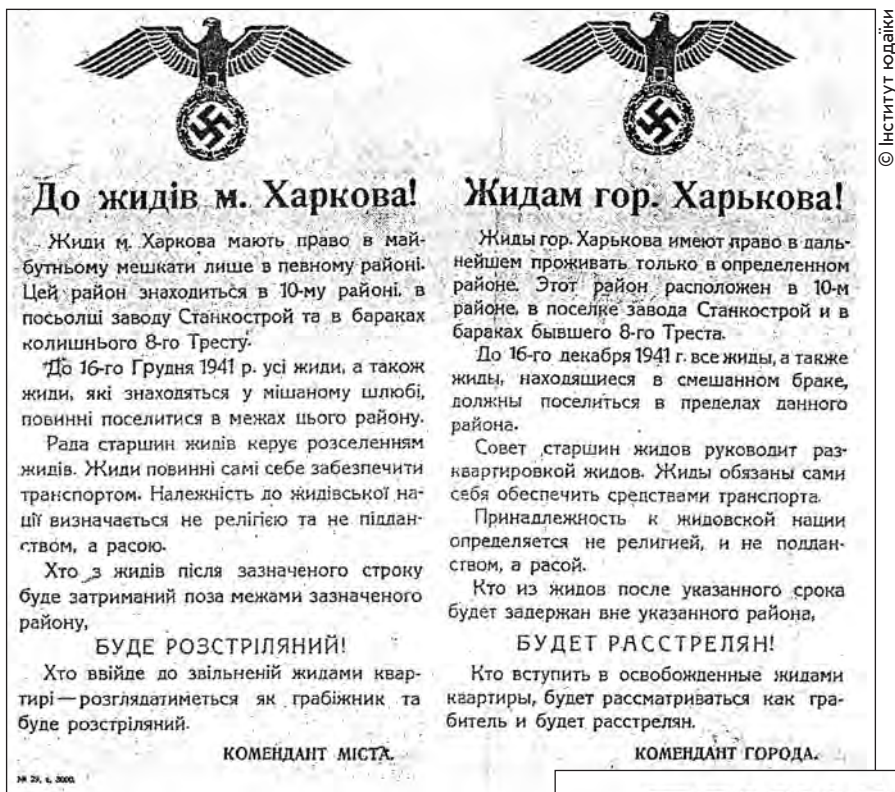 До жидів м. Харкова!
Жиди м. Харкова мають право в май-
бутньому мешкати лише в певному районі.
Цей район знаходиться в 10-му районі, в
посьолці заводу Станкострой та в бараках
колишнього 8-го Тресту.
До 16-го Грудня 1941 р. усі жиди, а також
жиди, які знаходяться у мішаному шлюбі,
повинні поселитися в межах цього району.
Рада старшин жидів керує розселенням
жидів. Жиди повинні самі себе забезпечити
транспортом. Належність до жидівської на-
ції визначається не релігією та не піддан-
ством, а расою.
Хто з жидів після зазначеного строку
буде затриманий поза межами зазначеного
району,
БУДЕ РОЗСТРІЛЯНИЙ!
Хто ввійде до звільненій жидами квар-
тирі—розглядатиметься як грабіжник та
буде розстріляний.
КОМЕНДАНТ МІСТА.
Жидам гор. Харькова!
Жиды гор. Харькова имеют право в даль-
нейшем проживать только в определенном
районе. Этот район расположен в 10-м
районе, в поселке завода Станкострой и в
бараках бывшего 8-го Треста.
До 16-го декабря 1941 г. все жиды, а также
жиды, находящиеся в смешанном браке,
должны поселиться в пределах данного
района.
Совет старшин жидов руководит раз-
квартировкой жидов. Жиды обязаны сами
себя обеспечить средствами транспорта.
Принадлежность к жидовской нации
определяется не религией, и не поддан-
ством, а расой.
Кто из жидов после указанного срока
будет задержан вне указанного района,
БУДЕТ РАССТРЕЛЯН!
Кто вступить в освобожденные жидами
квартиры, будет рассматриваться как гра-
битель и будет расстрелян.
КОМЕНДАНТ ГОРОДА.
№ 29, 3000.
© Інститут юдаїки